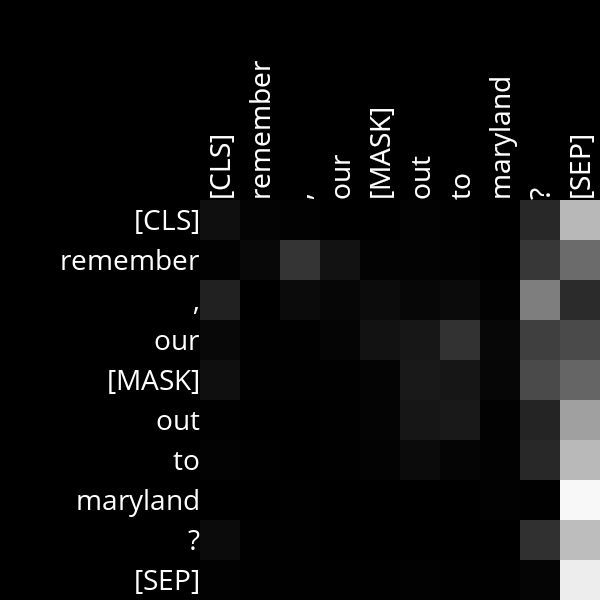 [CLS] remember , our [MASK] out to maryland ? [SEP]
[CLS]
remember
,
our
[MASK]
out
to
maryland
?
[SEP]